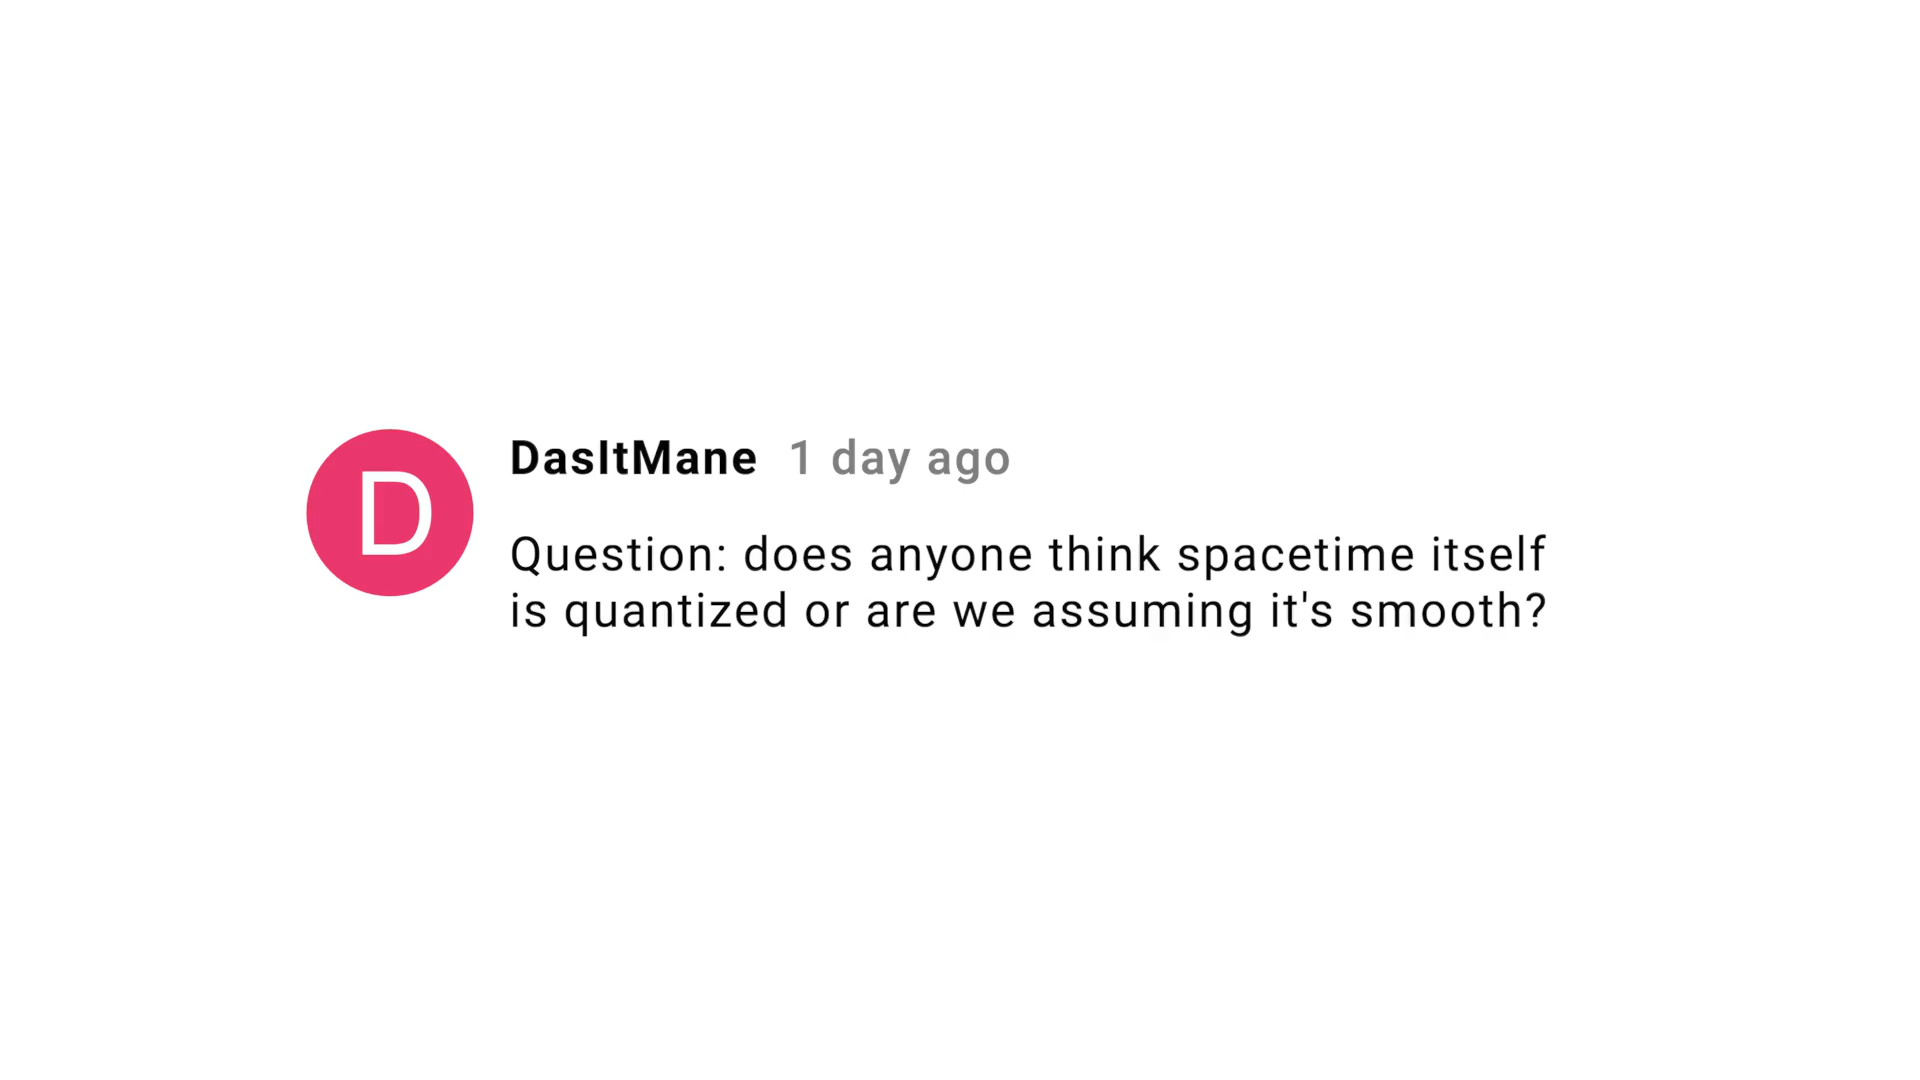 D
DasItMane 1 day ago
Question: does anyone think spacetime itself
is quantized or are we assuming it's smooth?